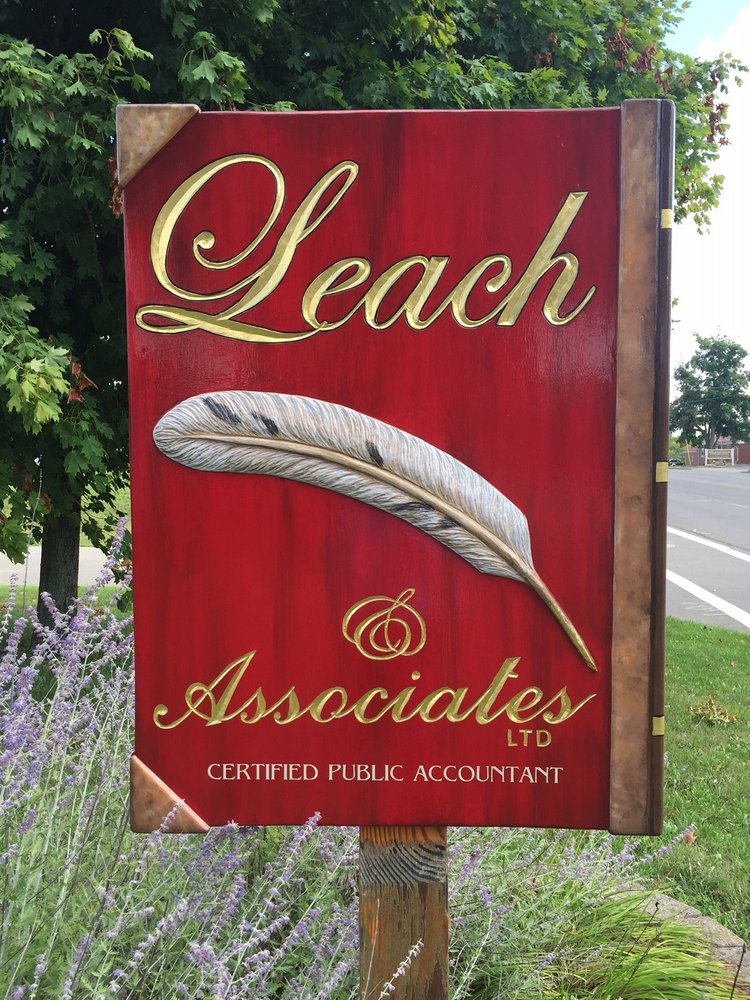 Leach
&
Associates
LTD
CERTIFIED PUBLIC ACCOUNTANT